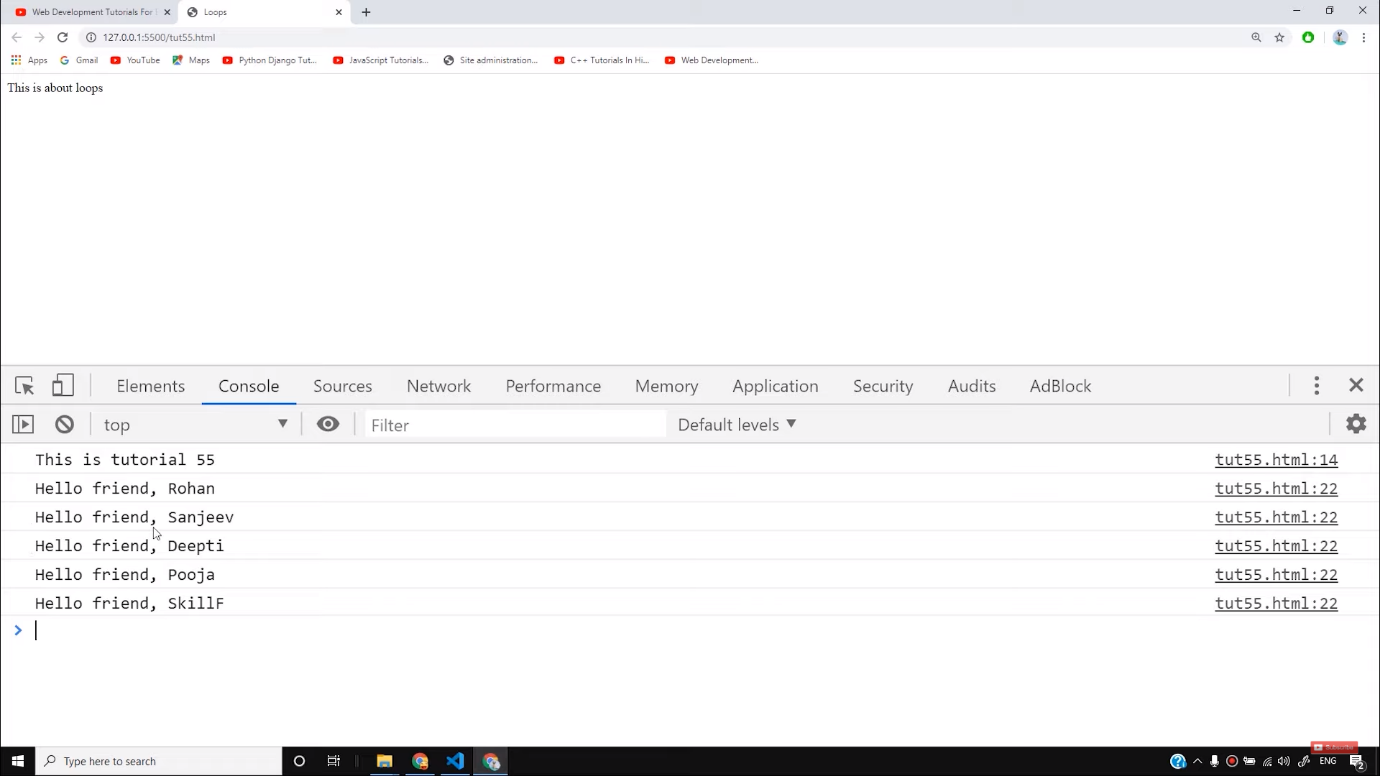 Web Development Tutorials For
Loops
127.0.0.1:5500/tut55.html
Apps
Gmail
YouTube
Maps
Python Django Tut...
JavaScript Tutorials...
Site administration...
C++ Tutorials In Hi...
Web Development...
This is about loops
Elements
Console
Sources
Network
Performance
Memory
Application
Security
Audits
AdBlock
top
Filter
Default levels
This is tutorial 55 tut55.html:14
Hello friend, Rohan tut55.html:22
Hello friend, Sanjeev tut55.html:22
Hello friend, Deepti tut55.html:22
Hello friend, Pooja tut55.html:22
Hello friend, SkillF tut55.html:22
>
Subscribe
Type here to search
ENG
2